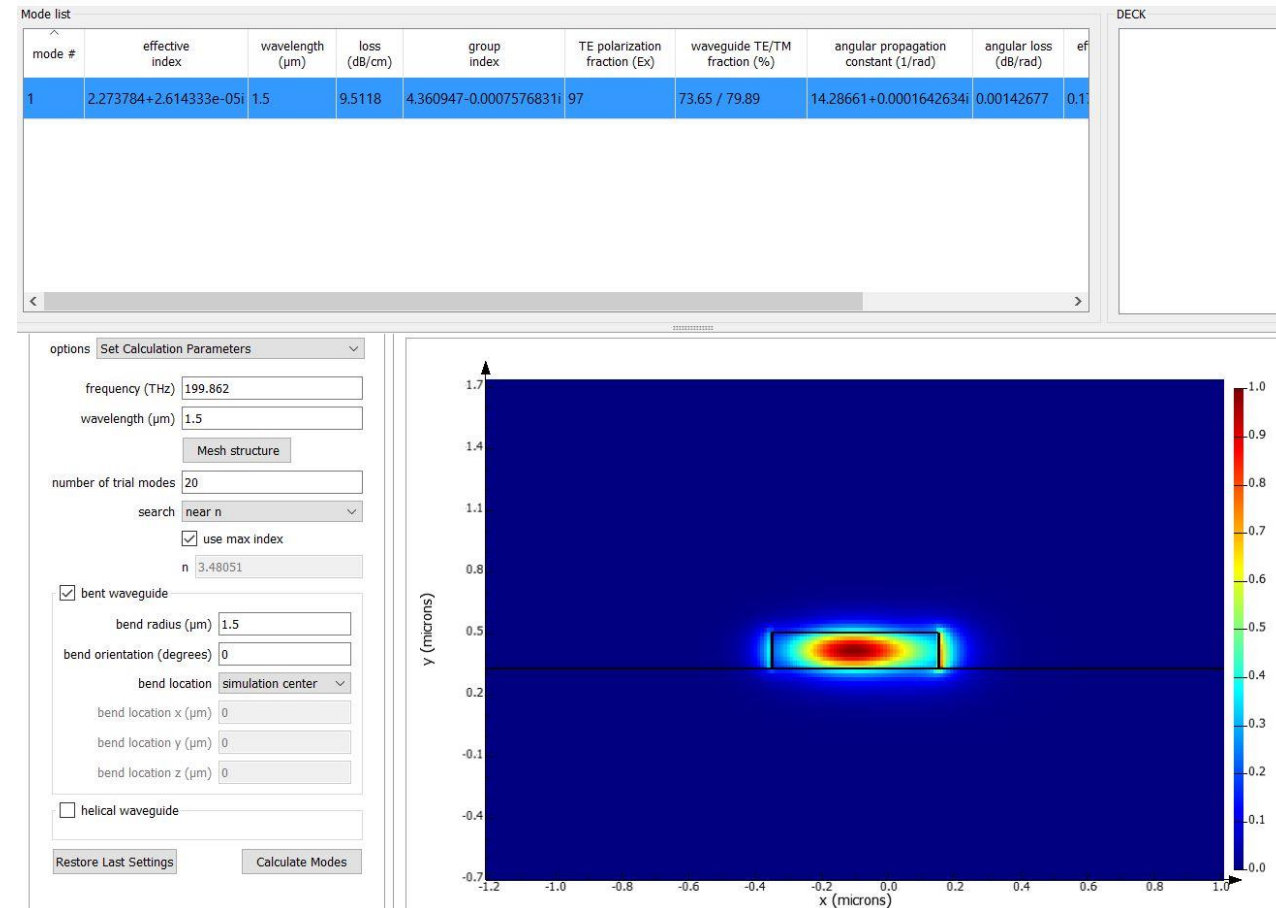 Mode list
DECK
mode #
effective
index
wavelength
(µm)
loss
(dB/cm)
group
index
TE polarization
fraction (Ex)
waveguide TE/TM
fraction (%)
angular propagation
constant (1/rad)
angular loss
(dB/rad)
ef
1 2.273784+2.614333e-05i 1.5 9.5118 4.360947-0.0007576831i 97 73.65 / 79.89 14.28661+0.0001642634i 0.00142677
options Set Calculation Parameters
frequency (THz) 199.862
wavelength (µm) 1.5
Mesh structure
number of trial modes 20
search near n
use max index
n 3.48051
bent waveguide
bend radius (µm) 1.5
bend orientation (degrees) 0
bend location simulation center
bend location x (µm) 0
bend location y (µm) 0
bend location z (µm) 0
helical waveguide
Restore Last Settings Calculate Modes
y (microns)
1.7
1.4
1.1
0.8
0.5
0.2
-0.1
-0.4
-0.7
-1.2 -1.0 -0.8 -0.6 -0.4 -0.2 0.0 0.2 0.4 0.6 0.8 1.0
x (microns)
1.0
0.9
0.8
0.7
0.6
0.5
0.4
0.3
0.2
0.1
0.0